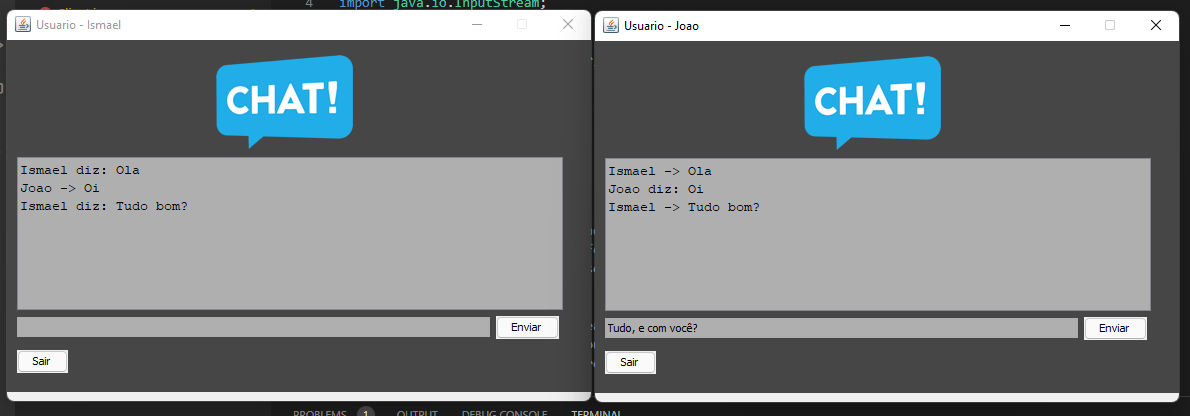 4 import java.io.InputStream;
Usuario - Ismael
CHAT!
Ismael diz: Ola
Joao -> Oi
Ismael diz: Tudo bom?
Enviar
Sair
Usuario - Joao
CHAT!
Ismael -> Ola
Joao diz: Oi
Ismael -> Tudo bom?
Tudo, e com você?
Enviar
Sair
PROBLEMS 1 OUTPUT DEBUG CONSOLE TERMINAL